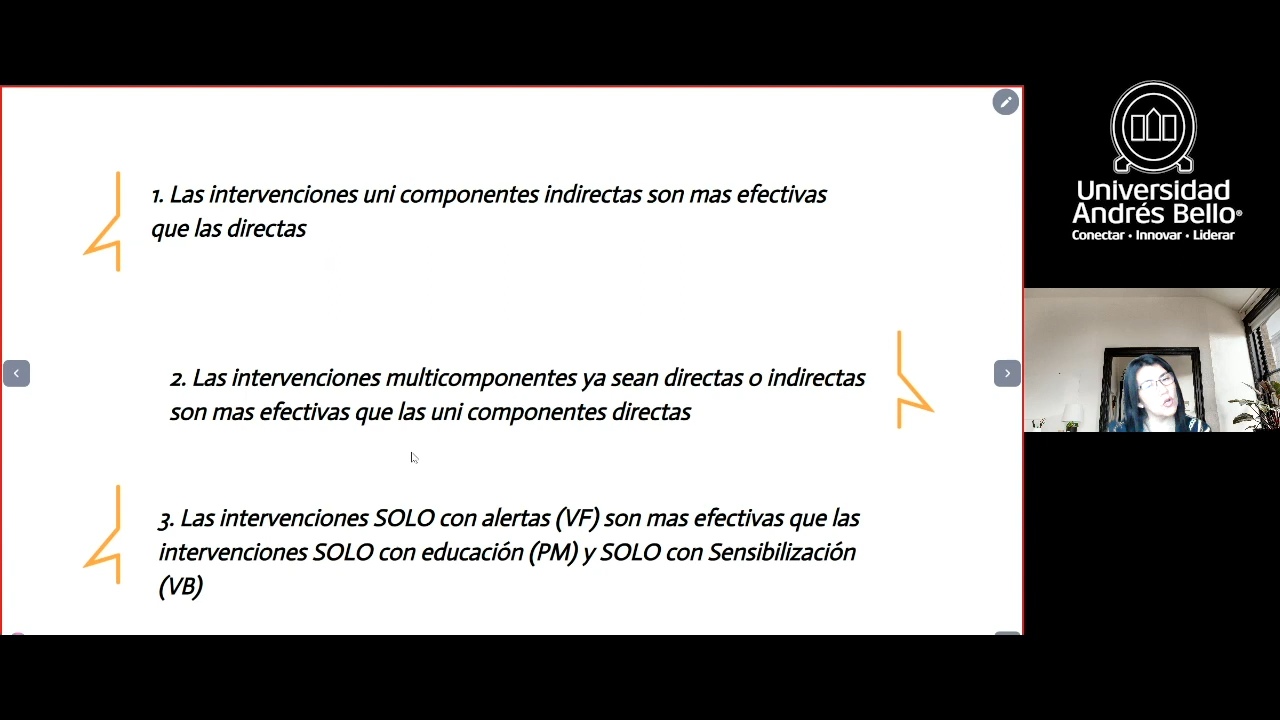 1. Las intervenciones uni componentes indirectas son mas efectivas
que las directas
2. Las intervenciones multicomponentes ya sean directas o indirectas
son mas efectivas que las uni componentes directas
3. Las intervenciones SOLO con alertas (VF) son mas efectivas que las
intervenciones SOLO con educación (PM) y SOLO con Sensibilización
(VB)
Universidad
Andrés Bello®
Conectar • Innovar • Liderar